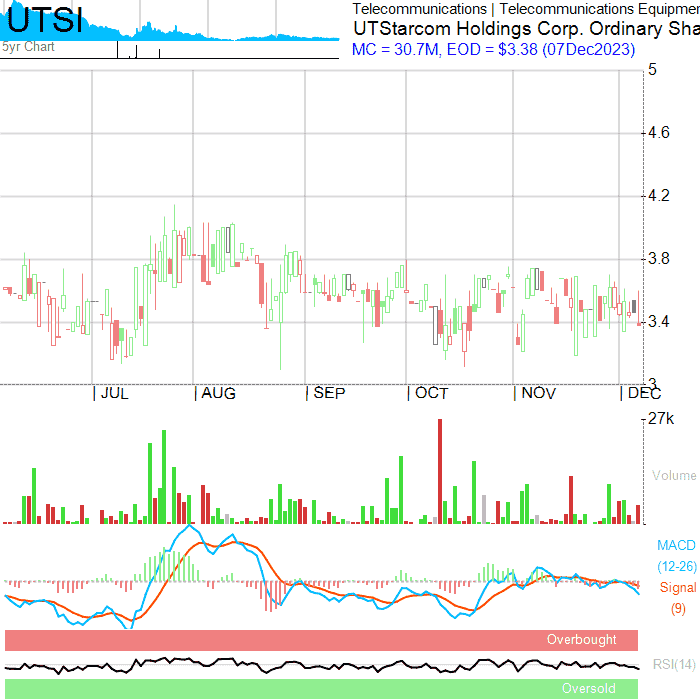 UTSI
5yr Chart
Telecommunications | Telecommunications Equipmen
UTStarcom Holdings Corp. Ordinary Sha
MC = 30.7M, EOD = $3.38 (07Dec2023)
5
4.6
4.2
3.8
3.4
3
| JUL | AUG | SEP | OCT | NOV | DEC
27k
Volume
MACD
(12-26)
Signal
(9)
Overbought
RSI(14)
Oversold